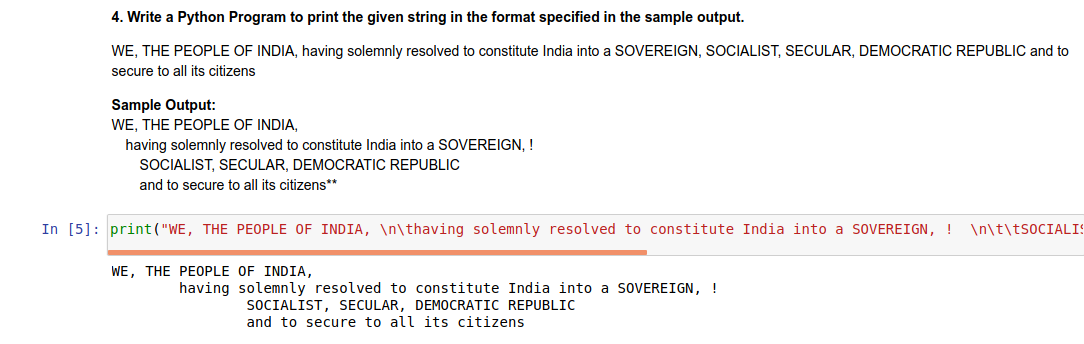 4. Write a Python Program to print the given string in the format specified in the sample output.
WE, THE PEOPLE OF INDIA, having solemnly resolved to constitute India into a SOVEREIGN, SOCIALIST, SECULAR, DEMOCRATIC REPUBLIC and to
secure to all its citizens
Sample Output:
WE, THE PEOPLE OF INDIA,
having solemnly resolved to constitute India into a SOVEREIGN, !
SOCIALIST, SECULAR, DEMOCRATIC REPUBLIC
and to secure to all its citizens**
In [5]: print("WE, THE PEOPLE OF INDIA, \n\thaving solemnly resolved to constitute India into a SOVEREIGN, !  \n\t\tSOCIALIS
WE, THE PEOPLE OF INDIA,
having solemnly resolved to constitute India into a SOVEREIGN, !
SOCIALIST, SECULAR, DEMOCRATIC REPUBLIC
and to secure to all its citizens